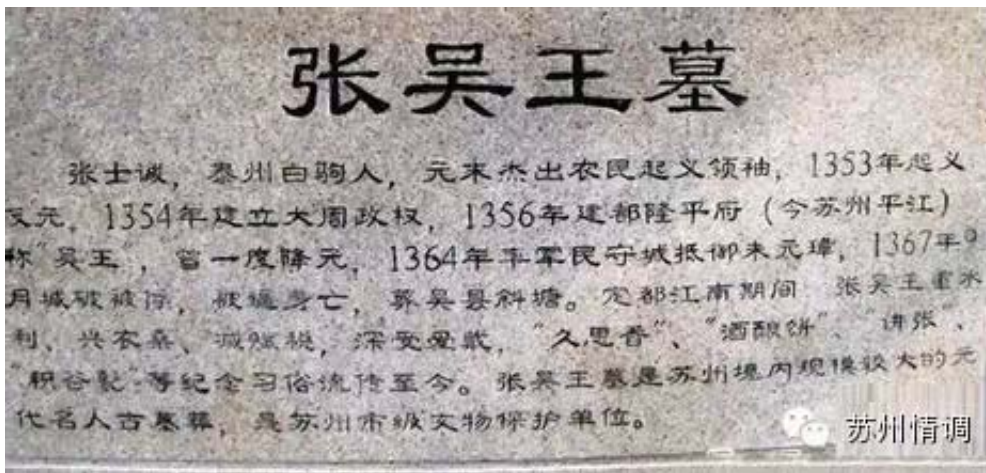 张吴王墓
张士诚，泰州白驹人，元末杰出农民起义领袖，1353年起义
反元，1354年建立大周政权，1356年建都隆平府（今苏州平江）
称"吴王"，曾一度降元，1364年率军民守城抵御朱元璋，1367年9
月城破被俘，被逼身亡，葬吴县斜塘。定都江南期间 张吴王重水
利、兴农桑、减赋税，深受爱戴，"久思香"、"酒酿饼"、"讲张"、
"积谷 "等纪念习俗流传至今。张吴王墓是苏州境内规模较大的元
代名人古墓葬，是苏州市级文物保护单位。
苏州情调